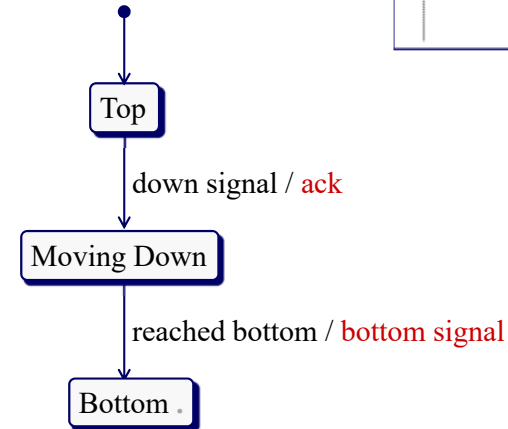 Top
down signal / ack
Moving Down
reached bottom / bottom signal
Bottom .